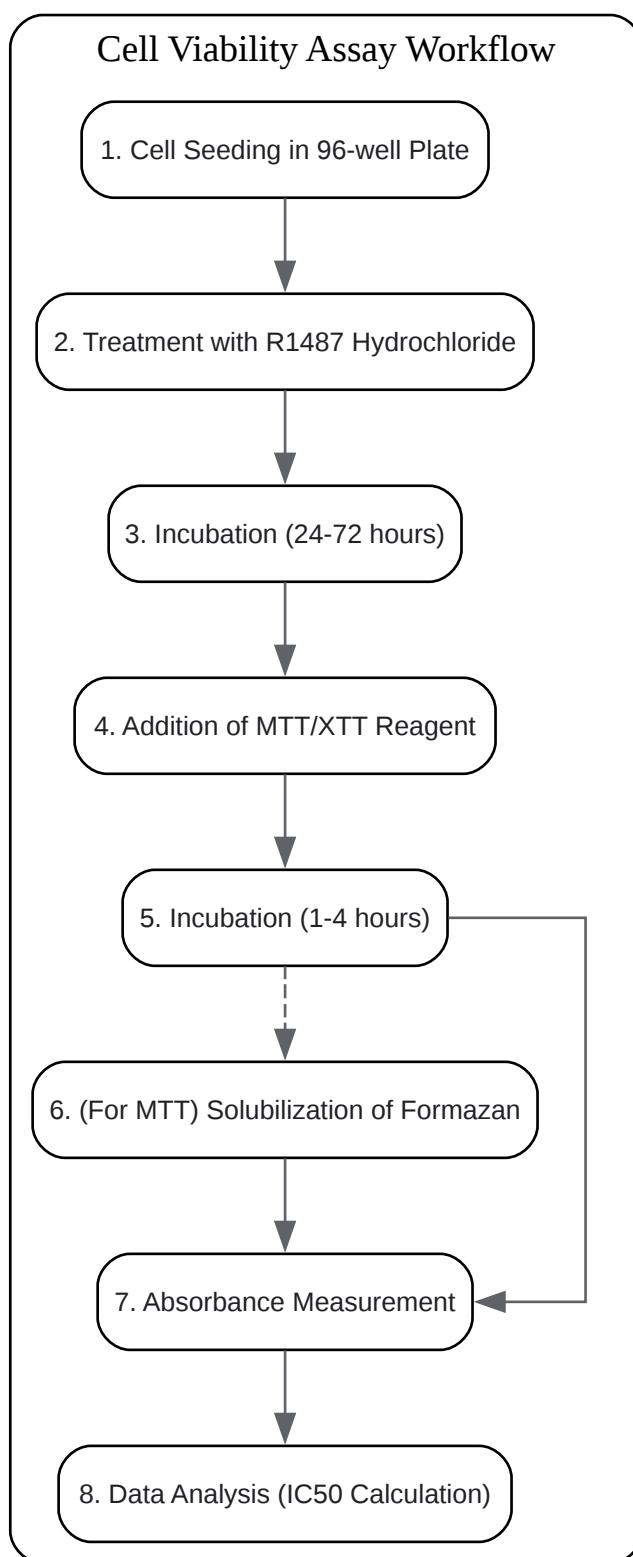 Cell Viability Assay Workflow
1. Cell Seeding in 96-well Plate
2. Treatment with R1487 Hydrochloride
3. Incubation (24-72 hours)
4. Addition of MTT/XTT Reagent
5. Incubation (1-4 hours)
6. (For MTT) Solubilization of Formazan
7. Absorbance Measurement
8. Data Analysis (IC50 Calculation)